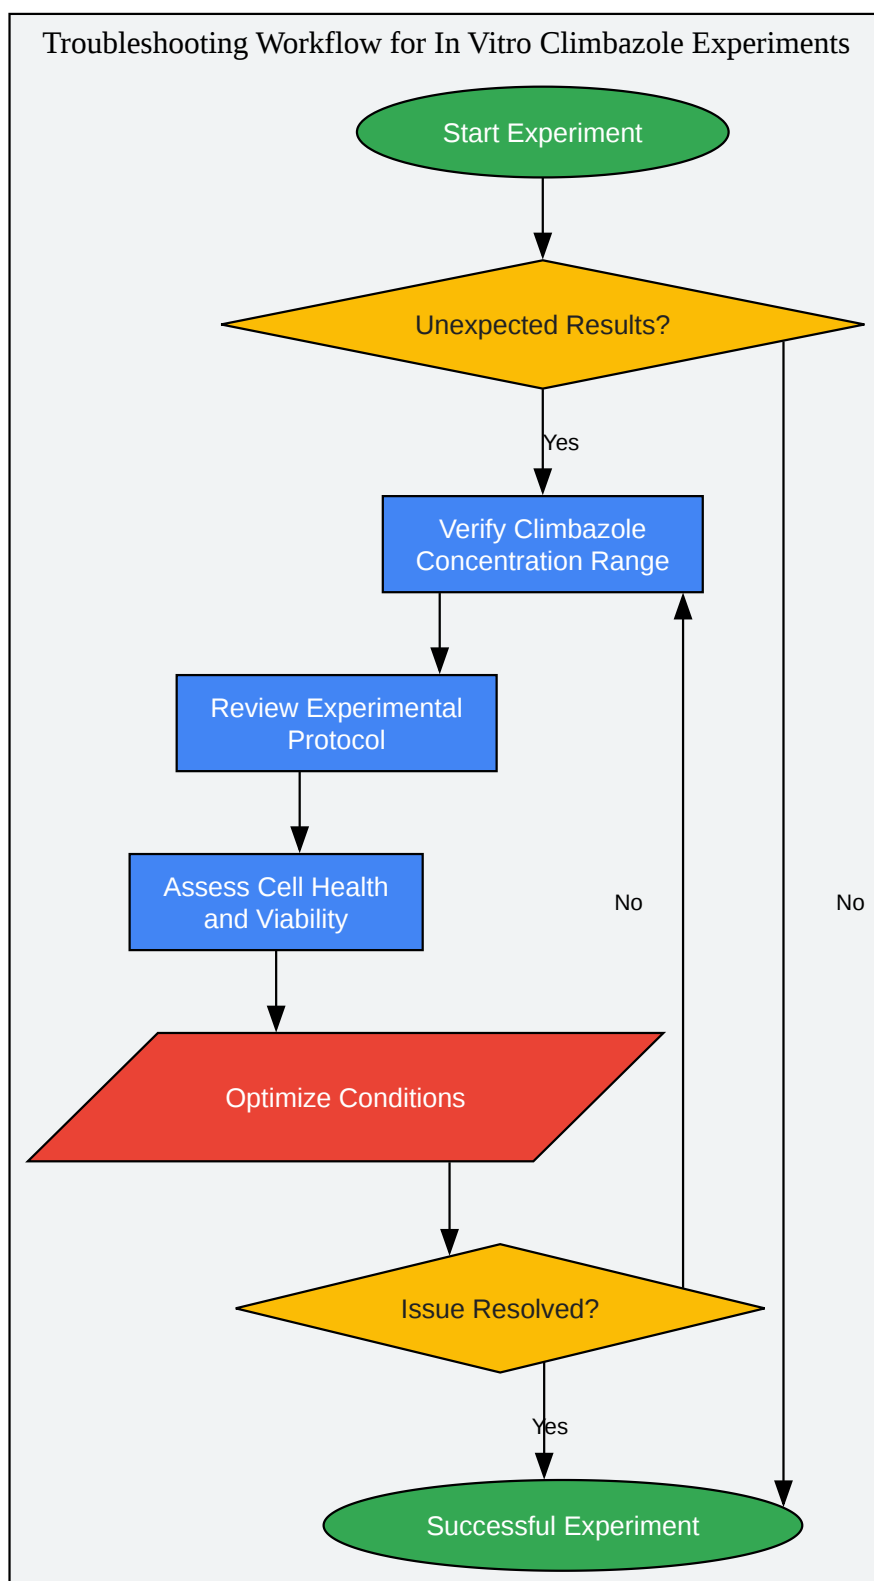 Troubleshooting Workflow for In Vitro Climbazole Experiments
Start Experiment
Unexpected Results?
Yes
Verify Climbazole
Concentration Range
Review Experimental
Protocol
Assess Cell Health
and Viability
No
No
Optimize Conditions
Issue Resolved?
Yes
Successful Experiment